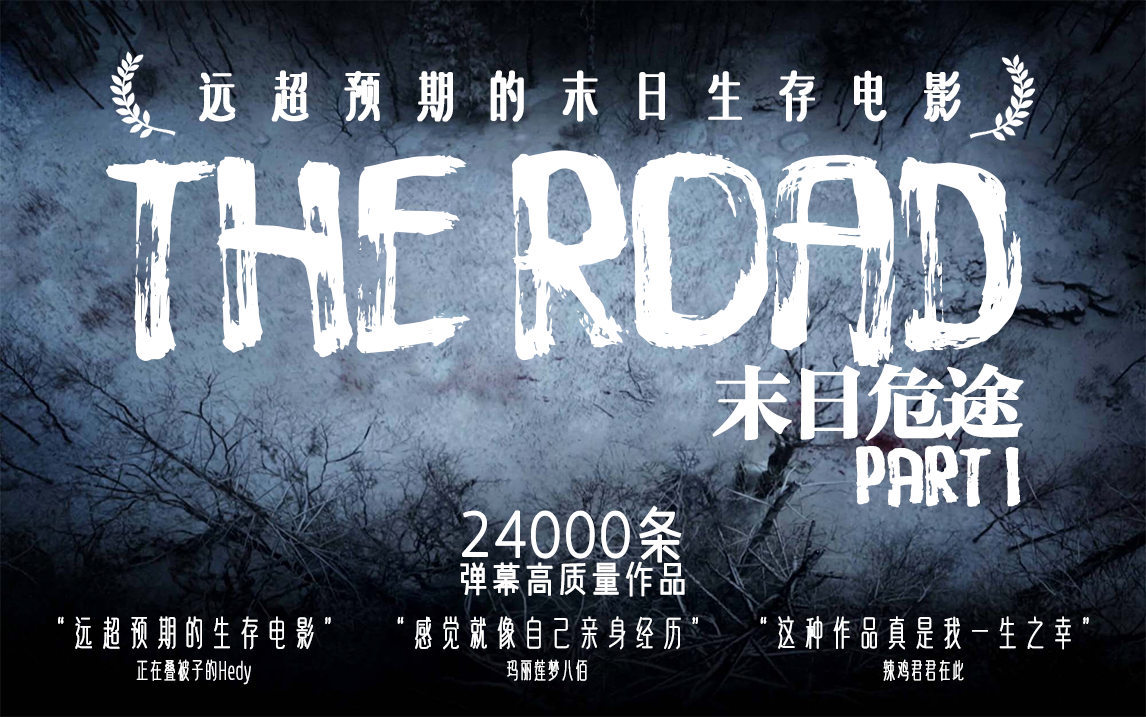 远超预期的末日生存电影
THE ROAD
末日危途
PART I
24000条
弹幕高质量作品
“远超预期的生存电影” “感觉就像自己亲身经历” “这种作品真是我一生之幸”
正在叠被子的Hedy 玛丽莲梦八佰 辣鸡君君在此